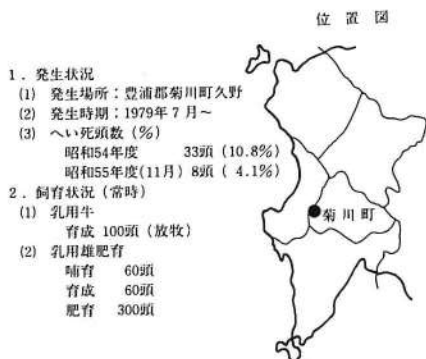 位置図
1．発生状況
(1) 発生場所：豊浦郡菊川町久野
(2) 発生時期：1979年7月～
(3) へい死頭数（%）
昭和54年度 33頭（10.8%）
昭和55年度(11月) 8頭（4.1%）
2．飼育状況（常時）
(1) 乳用牛
育成 100頭（放牧）
(2) 乳用雄肥育
哺育 60頭
育成 60頭
肥育 300頭
菊川町